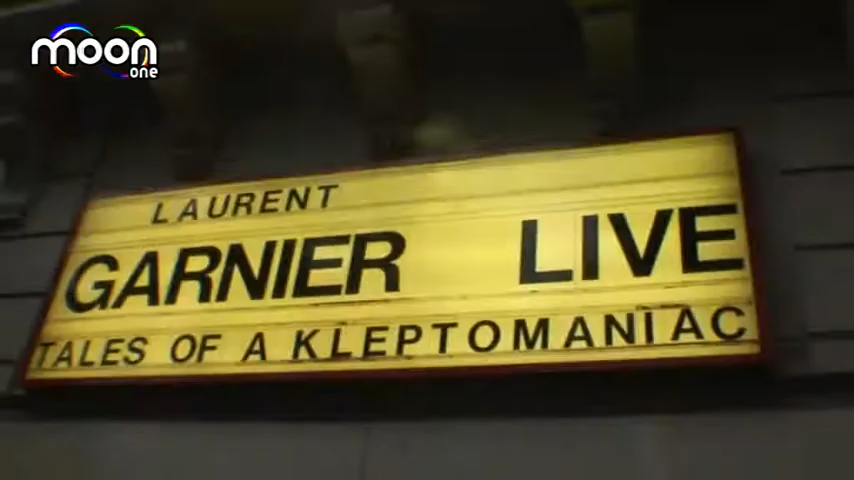 moon
one
LAURENT
GARNIER LIVE
TALES OF A KLEPTOMANIAC